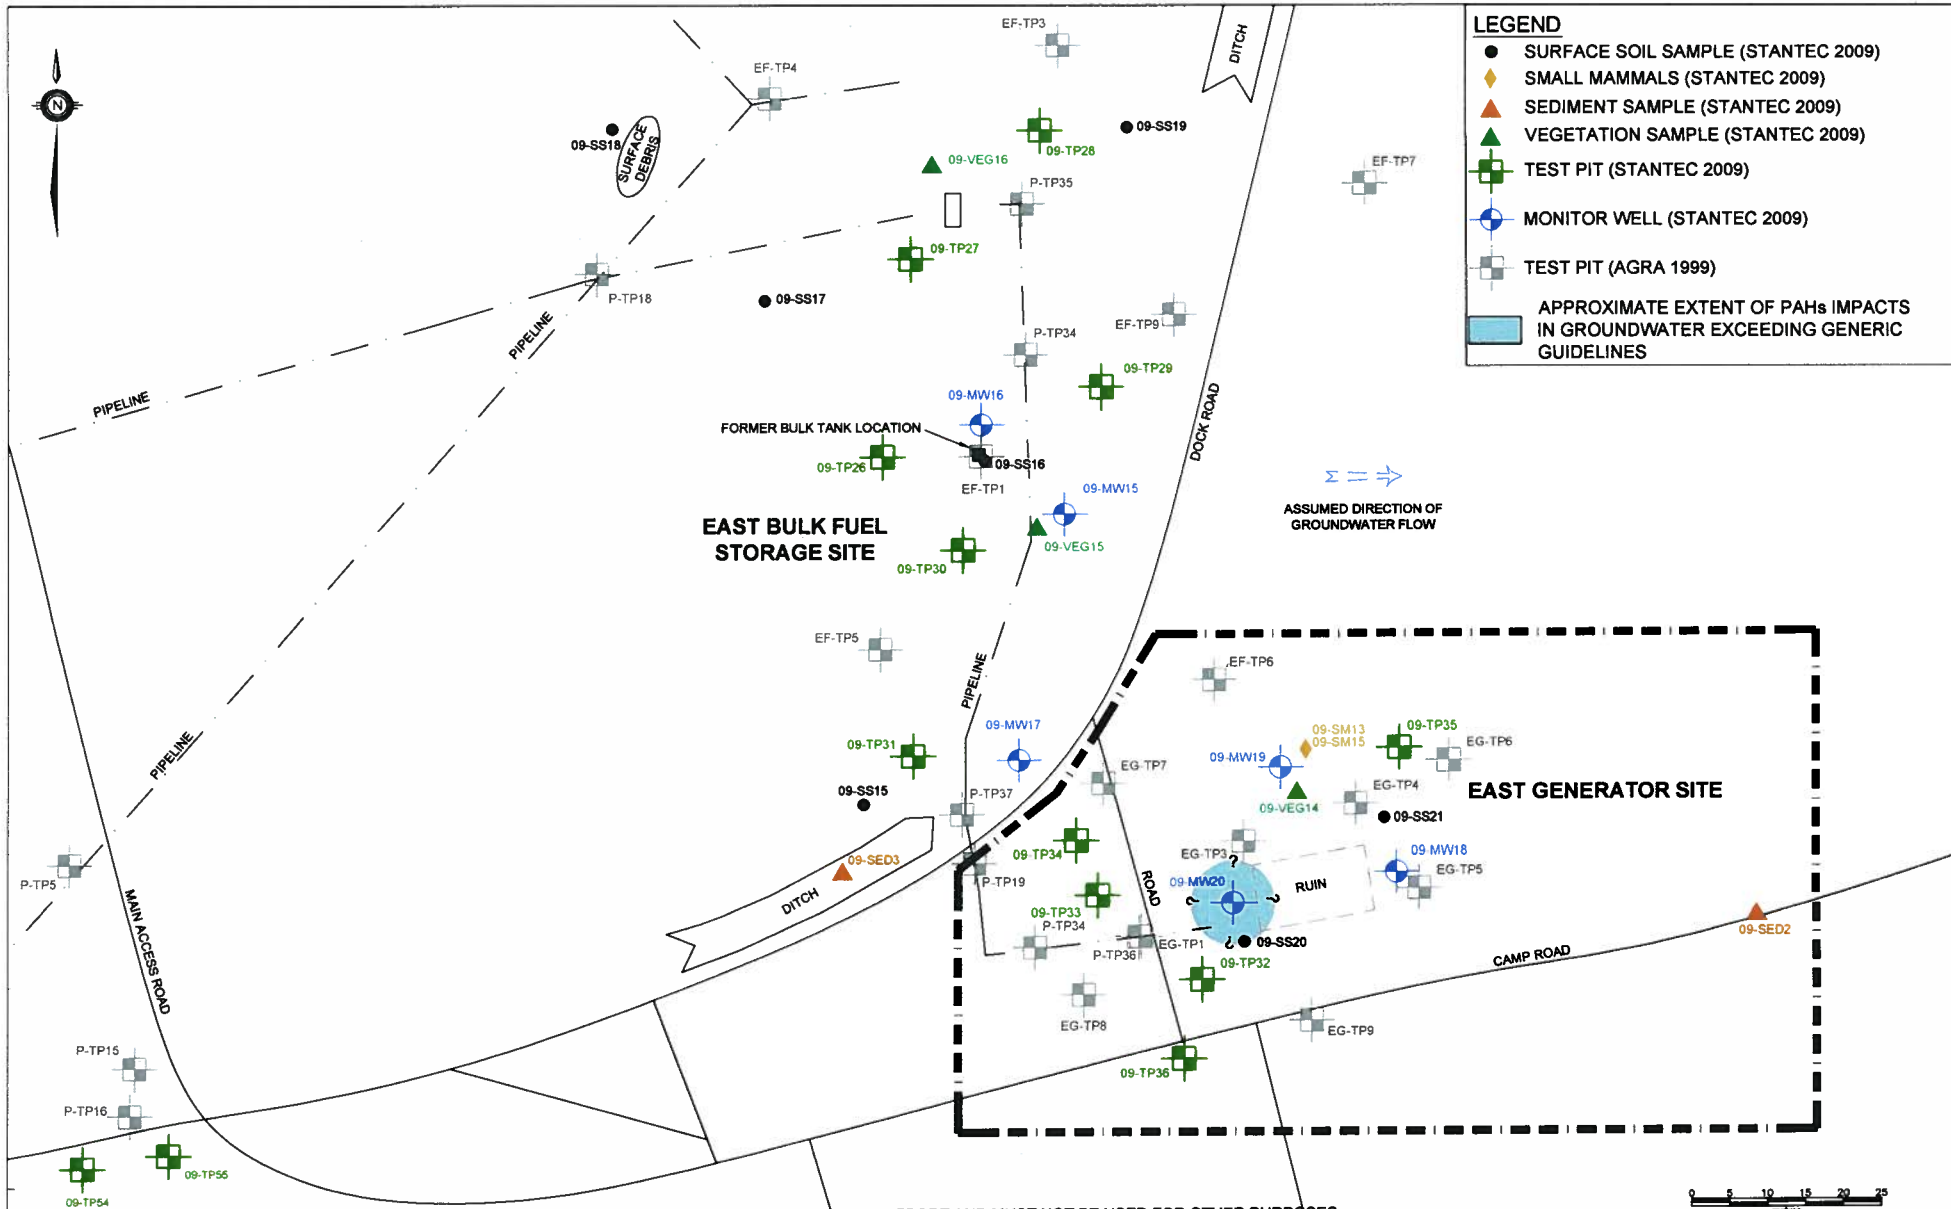 LEGEND
SURFACE SOIL SAMPLE (STANTEC 2009)
SMALL MAMMALS (STANTEC 2009)
SEDIMENT SAMPLE (STANTEC 2009)
VEGETATION SAMPLE (STANTEC 2009)
TEST PIT (STANTEC 2009)
MONITOR WELL (STANTEC 2009)
TEST PIT (AGRA 1999)
APPROXIMATE EXTENT OF PAHs IMPACTS
IN GROUNDWATER EXCEEDING GENERIC
GUIDELINES
N
EF-TP3
DITCH
EF-TP4
09-SS18
SURFACE
DEBRIS
09-TP28
09-SS19
09-VEG16
P-TP35
EF-TP7
09-TP27
P-TP18
09-SS17
PIPELINE
EF-TP9
P-TP34
09-TP29
PIPELINE
09-MW16
DOCK ROAD
FORMER BULK TANK LOCATION
09-TP26
09-SS16
EF-TP1
09-MW15
ASSUMED DIRECTION OF
GROUNDWATER FLOW
EAST BULK FUEL
STORAGE SITE
09-VEG15
09-TP30
EF-TP5
PIPELINE
EF-TP6
09-MW17
09-SM13
09-SM15
09-TP35
09-TP31
PIPELINE
EG-TP6
09-MW19
EG-TP7
EG-TP4
EAST GENERATOR SITE
09-SS15
P-TP37
09-VEG14
09-SS21
09-TP34
EG-TP3
?
09-MW18
09-SED3
P-TP5
P-TP19
ROAD
09-MW20
RUIN
EG-TP5
MAIN ACCESS ROAD
DITCH
09-TP33
?
?
P-TP34
EG-TP1
?
09-SS20
09-SED2
P-TP36
09-TP32
CAMP ROAD
EG-TP8
EG-TP9
P-TP15
09-TP36
P-TP16
09-TP55
09-TP54
0 5 10 15 20 25